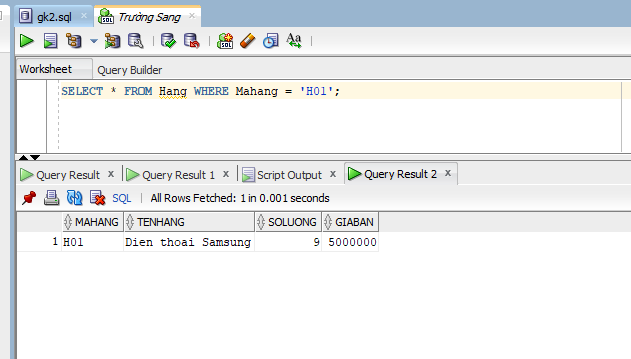 gk2.sql × Trường Sang ×
SQL Aa
Worksheet Query Builder
SELECT * FROM Hang WHERE Mahang = 'H01';
Query Result × Query Result 1 × Script Output × Query Result 2 ×
SQL | All Rows Fetched: 1 in 0.001 seconds
MAHANG TENHANG SOLUONG GIABAN
1 H01 Dien thoai Samsung 9 5000000